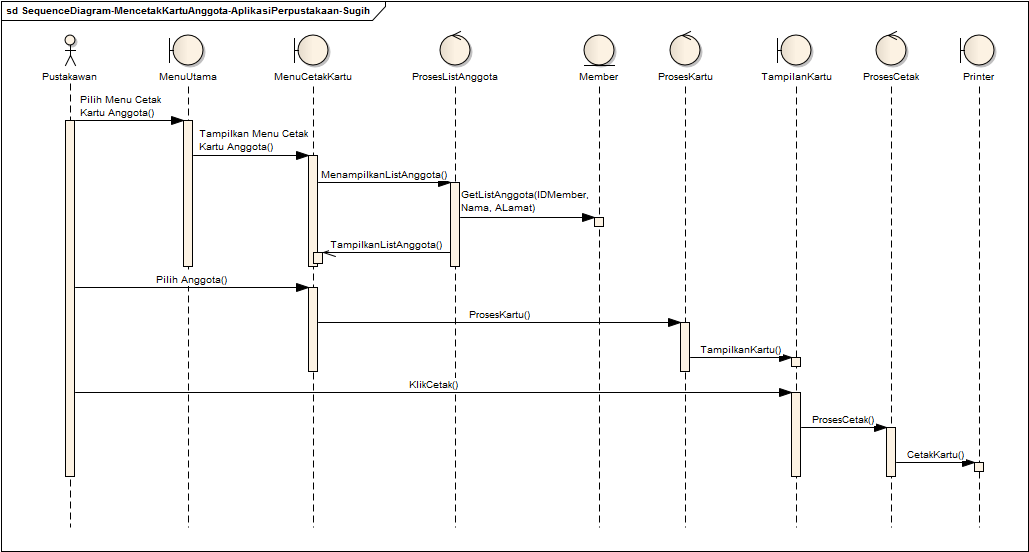 sd SequenceDiagram-MencetakKartuAnggota-AplikasiPerpustakaan-Sugih
Pustakawan
MenuUtama
MenuCetakKartu
ProsesListAnggota
Member
ProsesKartu
TampilanKartu
ProsesCetak
Printer
Pilih Menu Cetak
Kartu Anggota()
Tampilkan Menu Cetak
Kartu Anggota()
MenampilkanListAnggota()
GetListAnggota(IDMember,
Nama, ALamat)
TampilkanListAnggota()
Pilih Anggota()
ProsesKartu()
TampilkanKartu()
KlikCetak()
ProsesCetak()
CetakKartu()